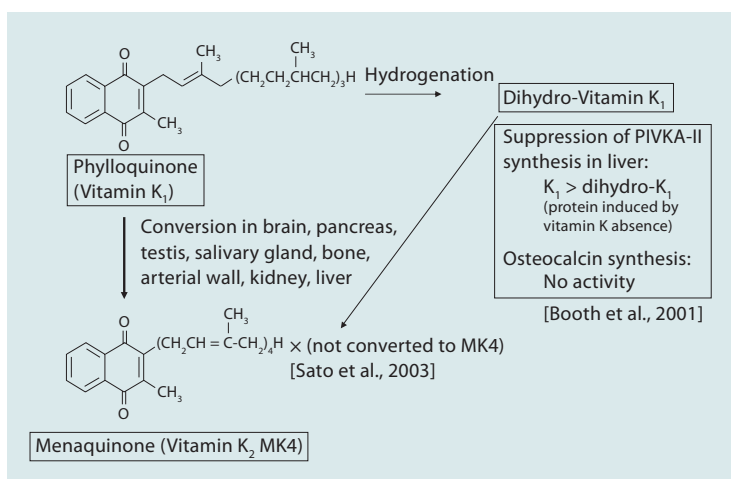 O
CH₃
CH₃
(CH₂CH₂CHCH₂)₃H
Hydrogenation
CH₃
O
Dihydro-Vitamin K₁
Phylloquinone
(Vitamin K₁)
Suppression of PIVKA-II
synthesis in liver:
K₁ > dihydro-K₁
(protein induced by
vitamin K absence)
Osteocalcin synthesis:
No activity
[Booth et al., 2001]
Conversion in brain, pancreas,
testis, salivary gland, bone,
arterial wall, kidney, liver
O
CH₃
(CH₂CH = C-CH₂)₄H × (not converted to MK4)
[Sato et al., 2003]
CH₃
O
Menaquinone (Vitamin K₂ MK4)